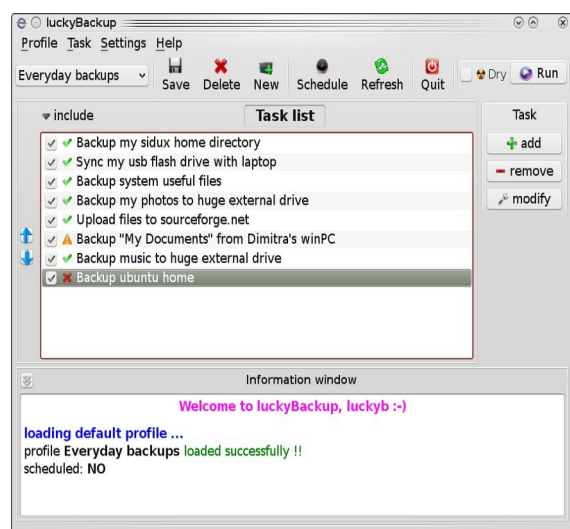 luckyBackup
Profile Task Settings Help
Everyday backups Save Delete New Schedule Refresh Quit Dry Run
include Task list Task
Backup my sidux home directory
Sync my usb flash drive with laptop
Backup system useful files
Backup my photos to huge external drive
Upload files to sourceforge.net
Backup "My Documents" from Dimitra's winPC
Backup music to huge external drive
Backup ubuntu home
add
remove
modify
Information window
Welcome to luckyBackup, luckyb :-)
loading default profile ...
profile Everyday backups loaded successfully !!
scheduled: NO